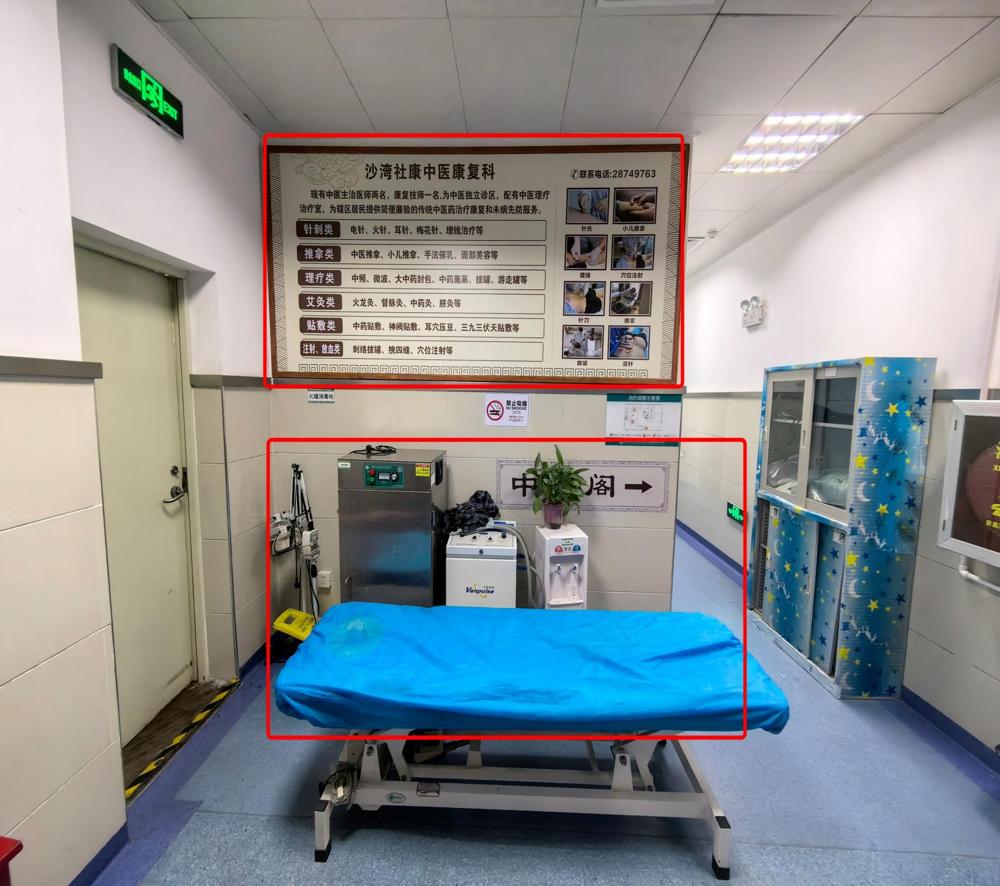 EXIT
沙湾社康中医康复科
联系电话:28749763
现有中医主治医师两名，康复技师一名,为中医独立诊区，配有中医理疗
治疗室，为辖区居民提供简便廉验的传统中医药治疗康复和未病先防服务。
针刺类 电针、火针、耳针、梅花针、埋线治疗等
推拿类 中医推拿、小儿推拿、手法催乳、面部美容等
理疗类 中频、微波、大中药封包、中药熏蒸、拔罐、游走罐等
艾灸类 火龙灸、督脉灸、中药灸、脐灸等
贴敷类 中药贴敷、神阙贴敷、耳穴压豆、三九三伏天贴敷等
注射、放血类 刺络拔罐、挑四缝、穴位注射等
针灸 小儿推拿
埋线 穴位注射
针刀 推拿
拔罐 温针
火罐消毒柜
禁止吸烟
NO SMOKING
消防疏散示意图
中 阁
Vanpulse
CAUTION